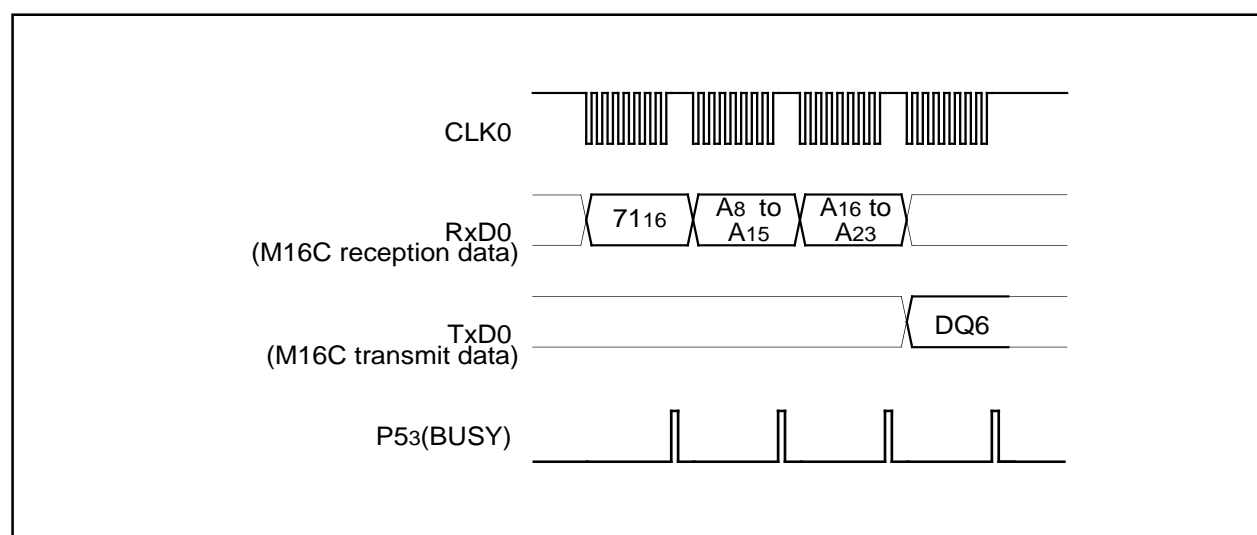 CLK0
RxD0
(M16C reception data)
7116
A8 to
A15
A16 to
A23
TxD0
(M16C transmit data)
DQ6
P53(BUSY)